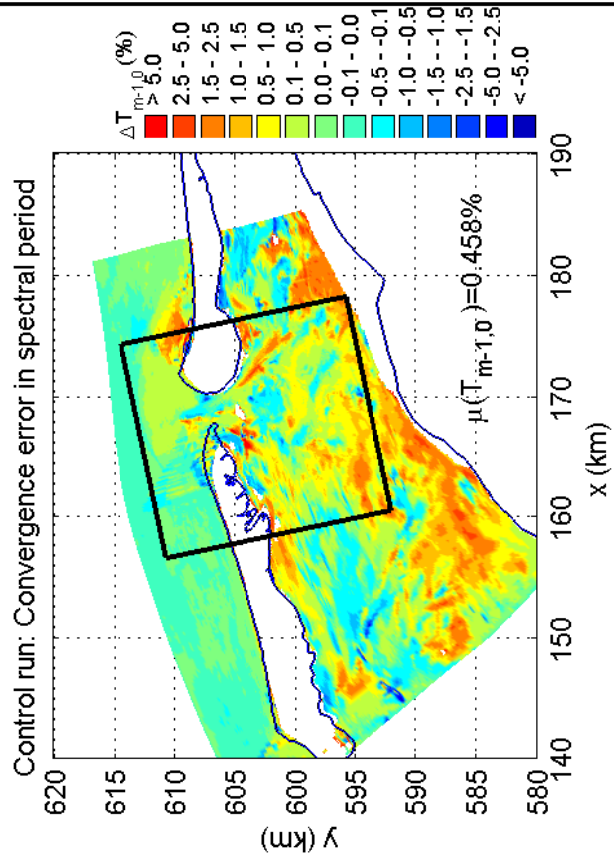 Control run: Convergence error in spectral period
ΔT_{m-1,0} (%)
> 5.0
2.5 - 5.0
1.5 - 2.5
1.0 - 1.5
0.5 - 1.0
0.1 - 0.5
0.0 - 0.1
-0.1 - 0.0
-0.5 - -0.1
-1.0 - -0.5
-1.5 - -1.0
-2.5 - -1.5
-5.0 - -2.5
< -5.0
620
615
610
605
600
595
590
585
580
y (km)
μ(T_{m-1,0})=0.458%
140
150
160
170
180
190
x (km)